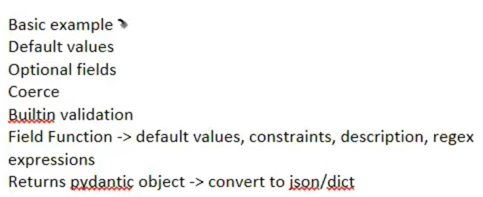 Basic example
Default values
Optional fields
Coerce
Builtin validation
Field Function -> default values, constraints, description, regex
expressions
Returns pydantic object -> convert to json/dict